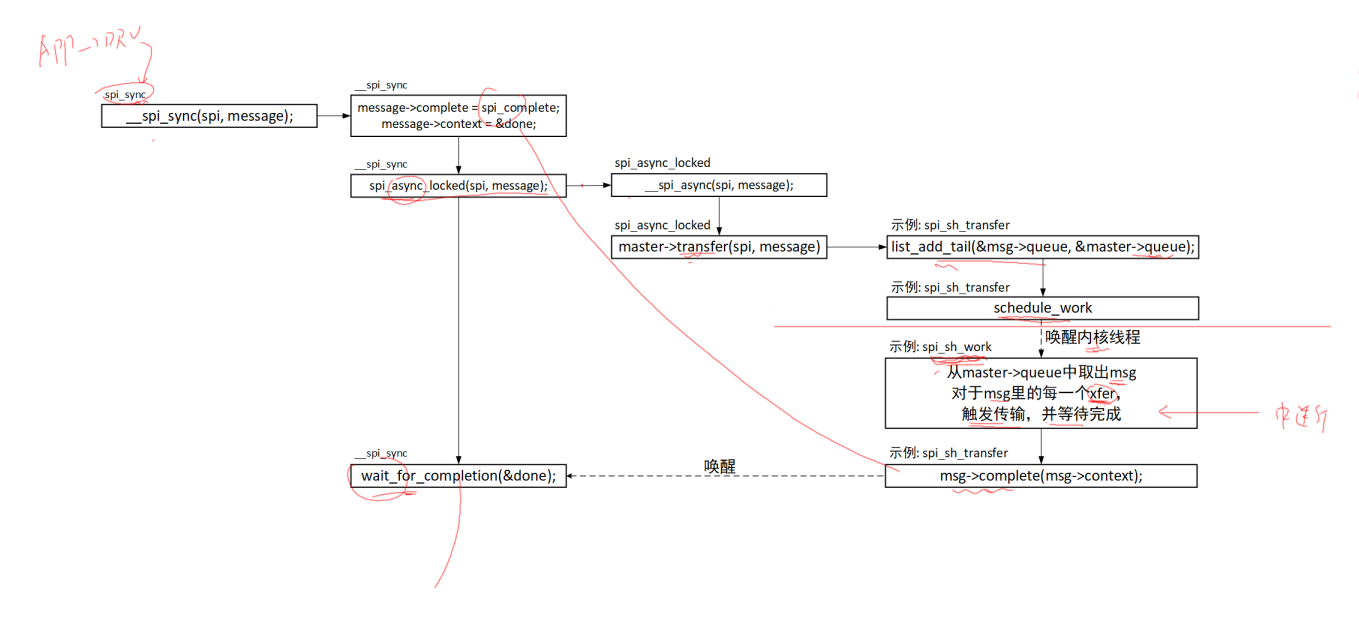 APP->DRV
spi_sync
__spi_sync(spi, message);
__spi_sync
message->complete = spi_complete;
message->context = &done;
__spi_sync
spi_async_locked(spi, message);
spi_async_locked
__spi_async(spi, message);
spi_async_locked
master->transfer(spi, message)
示例: spi_sh_transfer
list_add_tail(&msg->queue, &master->queue);
示例: spi_sh_transfer
schedule_work
唤醒内核线程
示例: spi_sh_work
从master->queue中取出msg
对于msg里的每一个xfer，
触发传输，并等待完成
示例: spi_sh_transfer
msg->complete(msg->context);
唤醒
__spi_sync
wait_for_completion(&done);